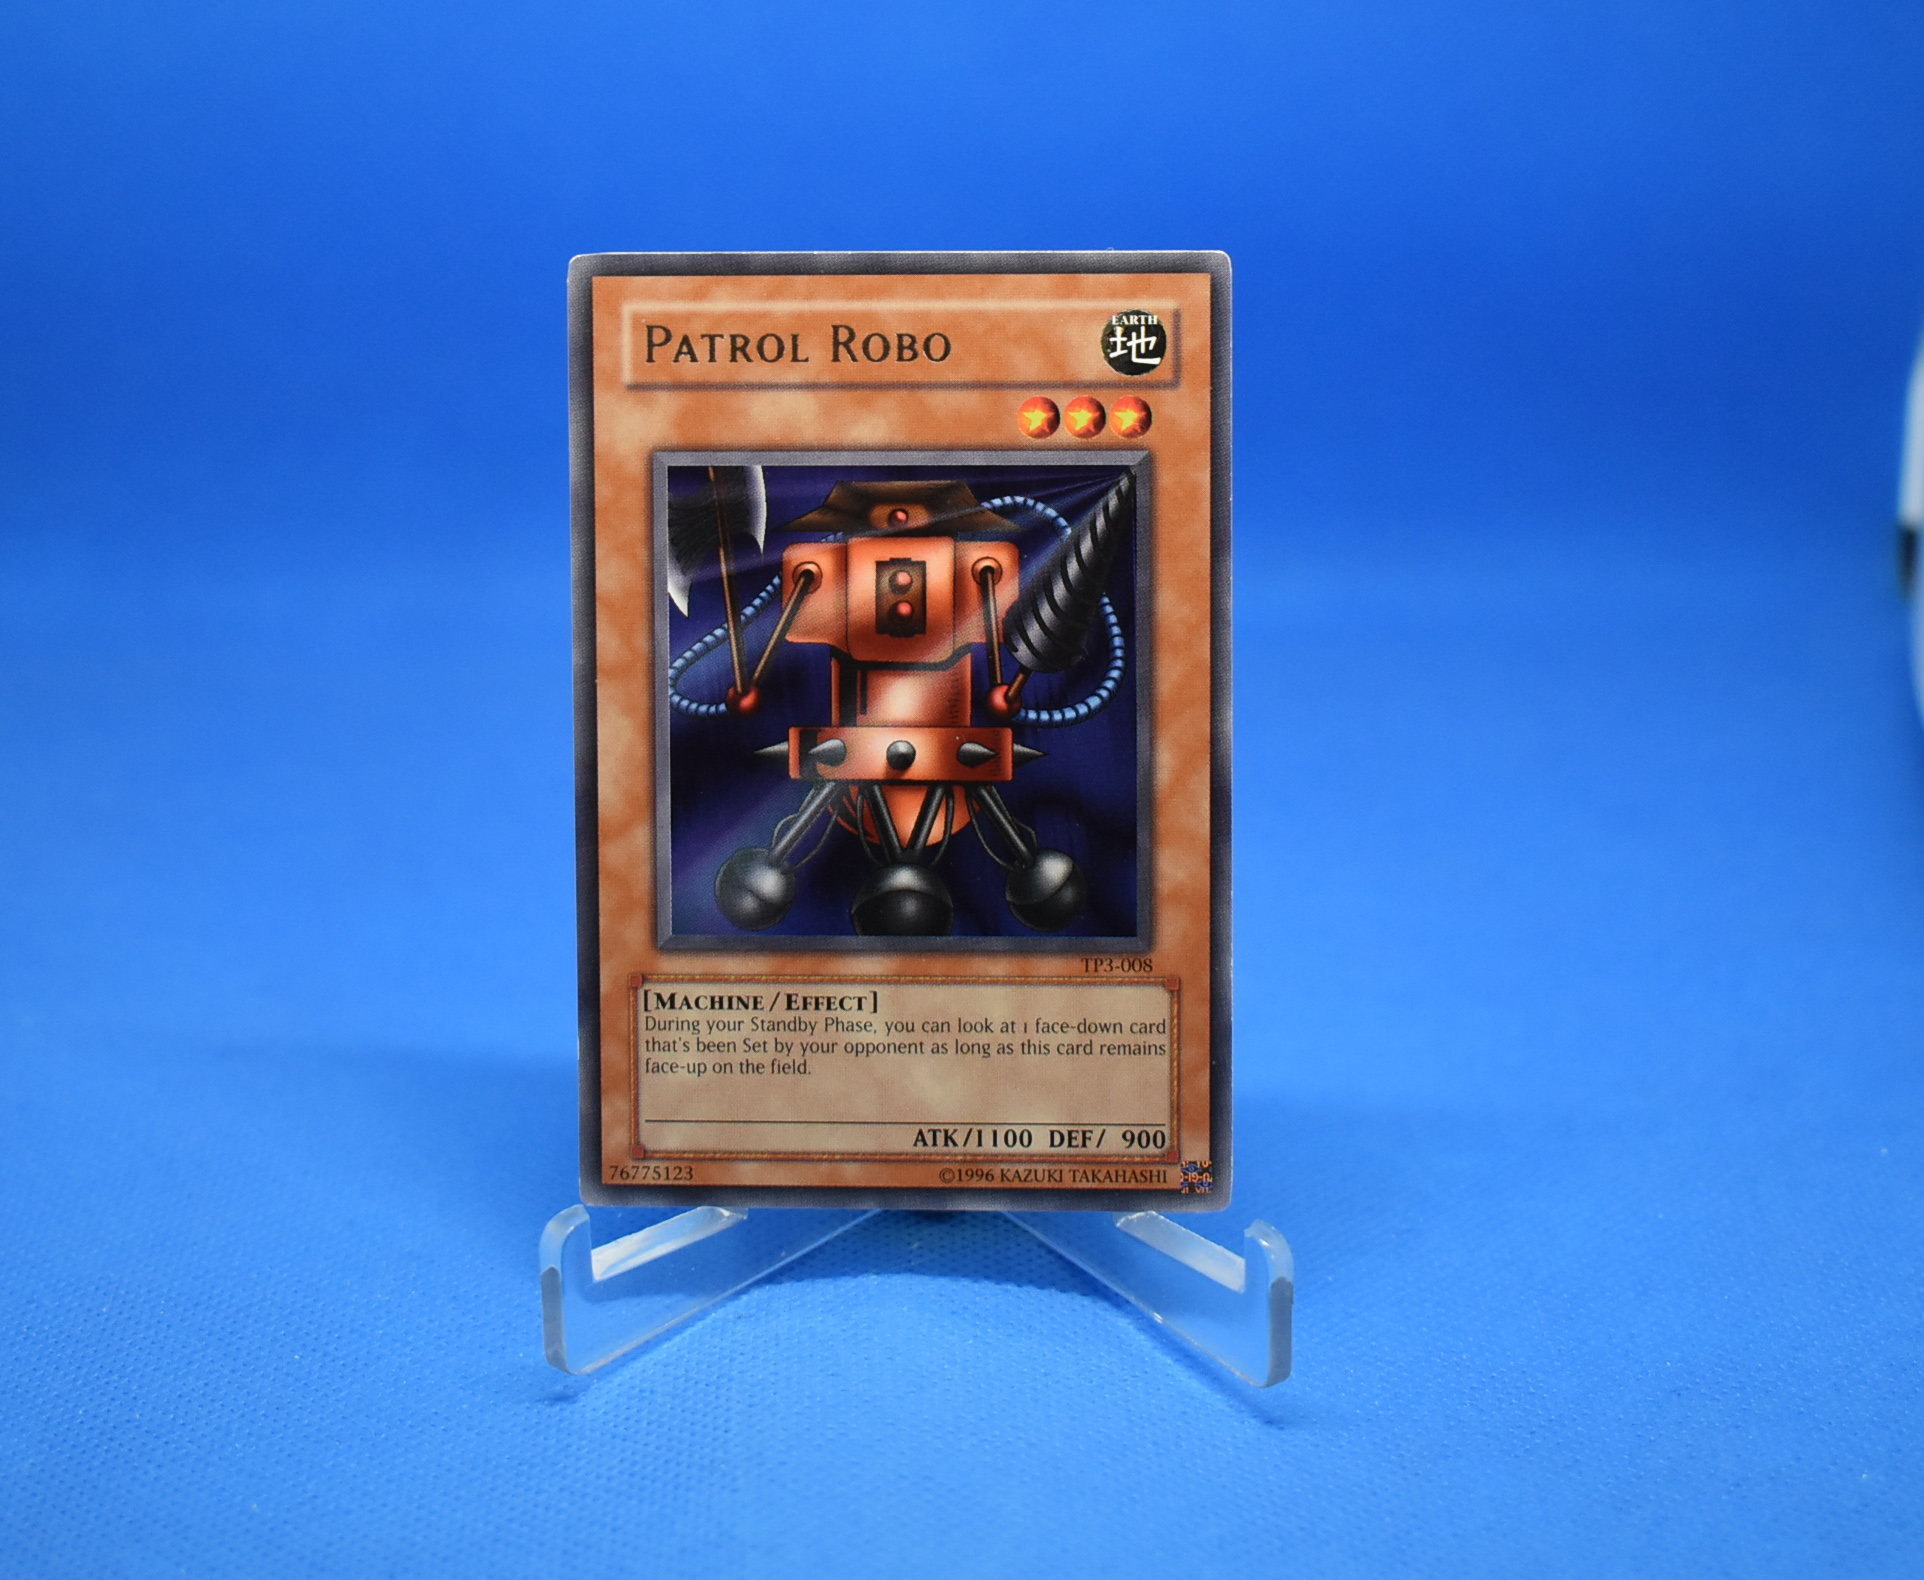 Patrol Robo
EARTH
地
TP3-008
[Machine/Effect]
During your Standby Phase, you can look at 1 face-down card
that's been Set by your opponent as long as this card remains
face-up on the field.
ATK/1100 DEF/ 900
76775123
©1996 KAZUKI TAKAHASHI